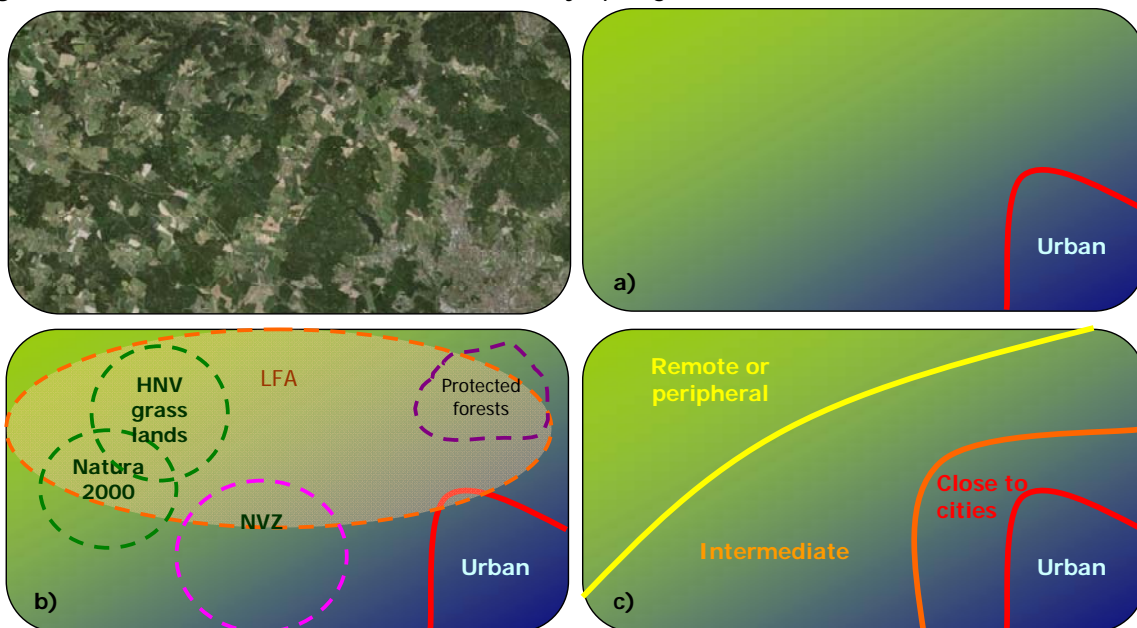 Urban
a)
HNV
grass
lands
LFA
Protected
forests
Natura
2000
NVZ
Urban
b)
Remote or
peripheral
Close to
cities
Intermediate
Urban
c)